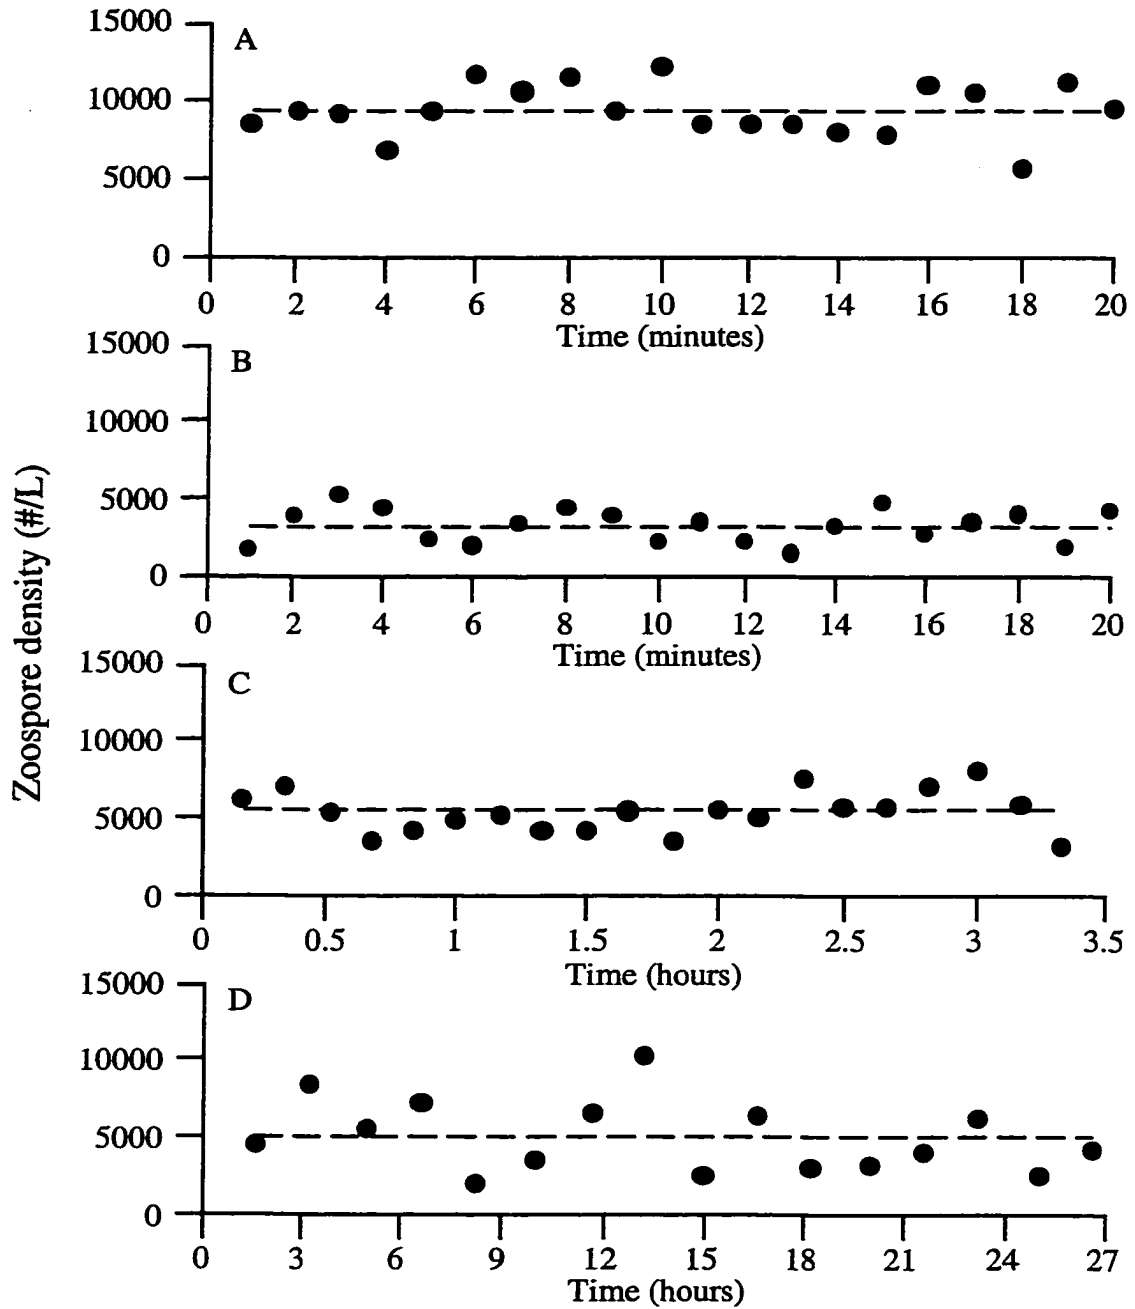 15000
A
10000
5000
0
0 2 4 6 8 10 12 14 16 18 20
Time (minutes)
15000
B
10000
5000
0
0 2 4 6 8 10 12 14 16 18 20
Time (minutes)
Zoospore density (#/L)
15000
C
10000
5000
0
0 0.5 1 1.5 2 2.5 3 3.5
Time (hours)
15000
D
10000
5000
0
0 3 6 9 12 15 18 21 24 27
Time (hours)